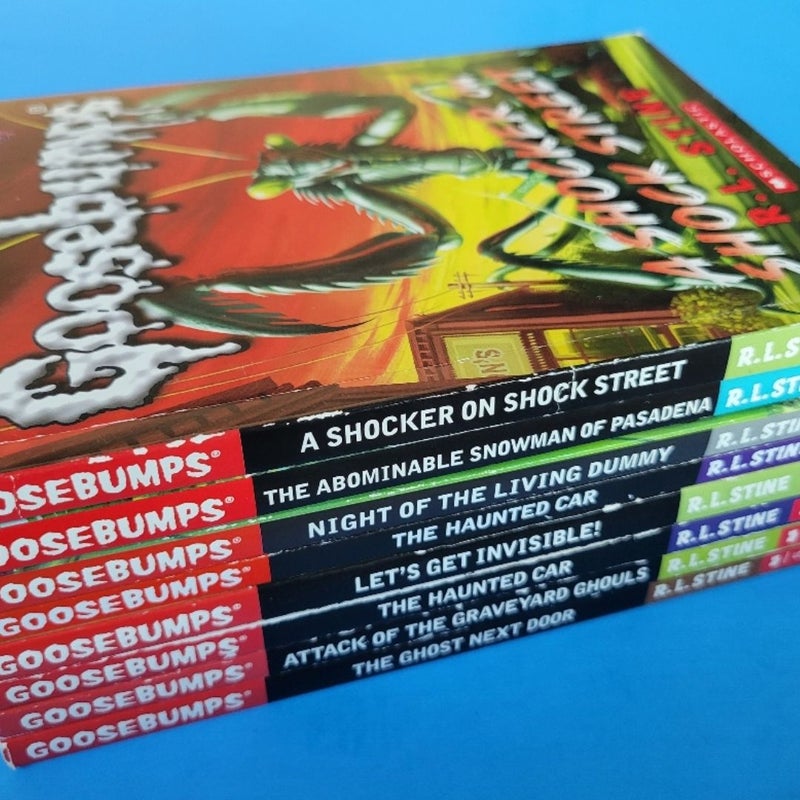 GOOSEBUMPS®
A SHOCKER ON
SHOCK STREET
R.L. STINE
SCHOLASTIC
N'S
GOOSEBUMPS® A SHOCKER ON SHOCK STREET R.L.S
GOOSEBUMPS® THE ABOMINABLE SNOWMAN OF PASADENA R.L.STI
GOOSEBUMPS® NIGHT OF THE LIVING DUMMY R.L.STIN
GOOSEBUMPS® THE HAUNTED CAR R.L.STINE
GOOSEBUMPS® LET'S GET INVISIBLE! R.L.STINE
GOOSEBUMPS® THE HAUNTED CAR R.L.STINE
GOOSEBUMPS® ATTACK OF THE GRAVEYARD GHOULS R.L.STINE
GOOSEBUMPS® THE GHOST NEXT DOOR R.L.STINE